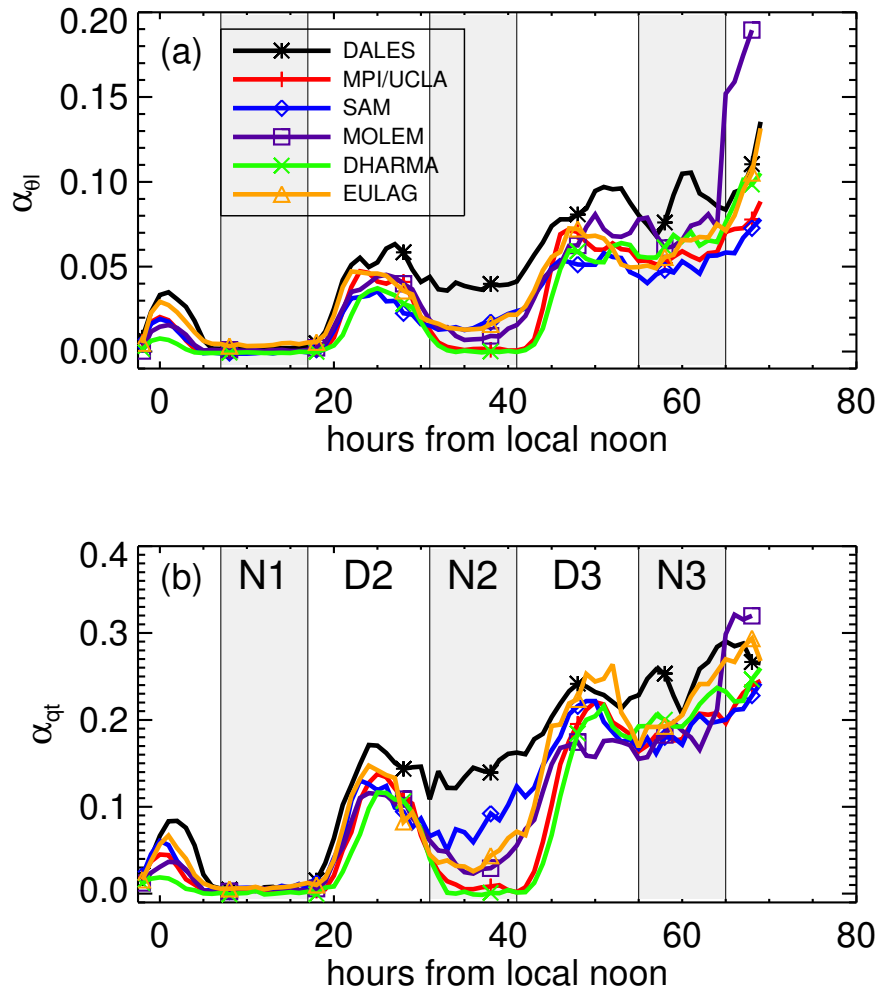 (a)
DALES
MPI/UCLA
SAM
MOLEM
DHARMA
EULAG
0.20
0.15
0.10
0.05
0.00
αθl
0 20 40 60 80
hours from local noon
(b)
N1 D2 N2 D3 N3
0.4
0.3
0.2
0.1
0.0
αqt
0 20 40 60 80
hours from local noon